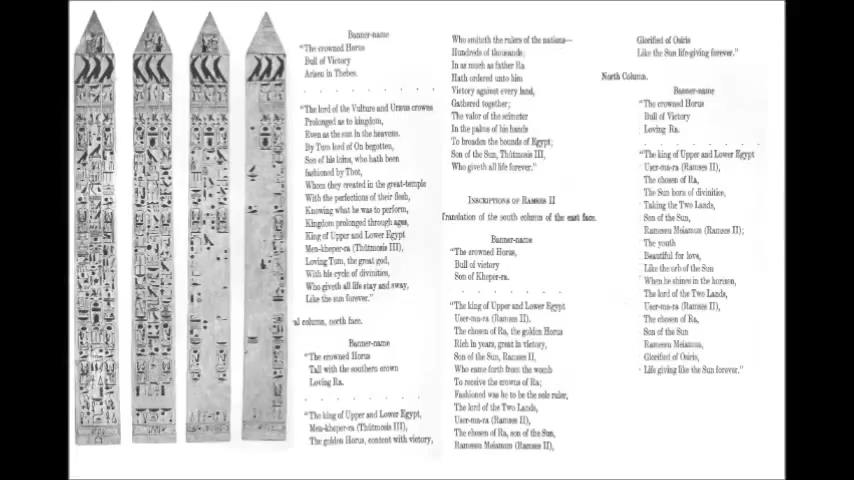 Banner-name
"The crowned Horus
Bull of Victory
Arisen in Thebes.
"The lord of the Vulture and Uræus crowns
Prolonged as to kingdom,
Even as the sun in the heavens.
By Tum lord of On begotten,
Son of his loins, who hath been
fashioned by Thot,
Whom they created in the great-temple
With the perfections of their flesh,
Knowing what he was to perform,
Kingdom prolonged through ages,
King of Upper and Lower Egypt
Men-kheper-ra (Thûtmosis III),
Loving Tum, the great god,
With his cycle of divinities,
Who giveth all life stay and sway,
Like the sun forever."
al column, north face.
Banner-name
"The crowned Horus
Tall with the southern crown
Loving Ra.
"The king of Upper and Lower Egypt,
Men-kheper-ra (Thûtmosis III),
The golden Horus, content with victory,
Who smiteth the rulers of the nations—
Hundreds of thousands;
In as much as father Ra
Hath ordered unto him
Victory against every land,
Gathered together;
The valor of the scimeter
In the palms of his hands
To broaden the bounds of Egypt;
Son of the Sun, Thûtmosis III,
Who giveth all life forever."
INSCRIPTIONS OF RAMSES II
Translation of the south column of the east face.
Banner-name
"The crowned Horus,
Bull of victory
Son of Kheper-ra.
"The king of Upper and Lower Egypt
User-ma-ra (Ramses II).
The chosen of Ra, the golden Horus
Rich in years, great in victory,
Son of the Sun, Ramses II,
Who came forth from the womb
To receive the crowns of Ra;
Fashioned was he to be the sole ruler,
The lord of the Two Lands,
User-ma-ra (Ramses II),
The chosen of Ra, son of the Sun,
Ramessu Meiamun (Ramses II),
Glorified of Osiris
Like the Sun life-giving forever."
North Column.
Banner-name
"The crowned Horus
Bull of Victory
Loving Ra.
"The king of Upper and Lower Egypt
User-ma-ra (Ramses II),
The chosen of Ra,
The Sun born of divinities,
Taking the Two Lands,
Son of the Sun,
Ramessu Meiamun (Ramses II);
The youth
Beautiful for love,
Like the orb of the Sun
When he shines in the horizon,
The lord of the Two Lands,
User-ma-ra (Ramses II),
The chosen of Ra,
Son of the Sun
Ramessu Meiamun,
Glorified of Osiris,
Life giving like the Sun forever."